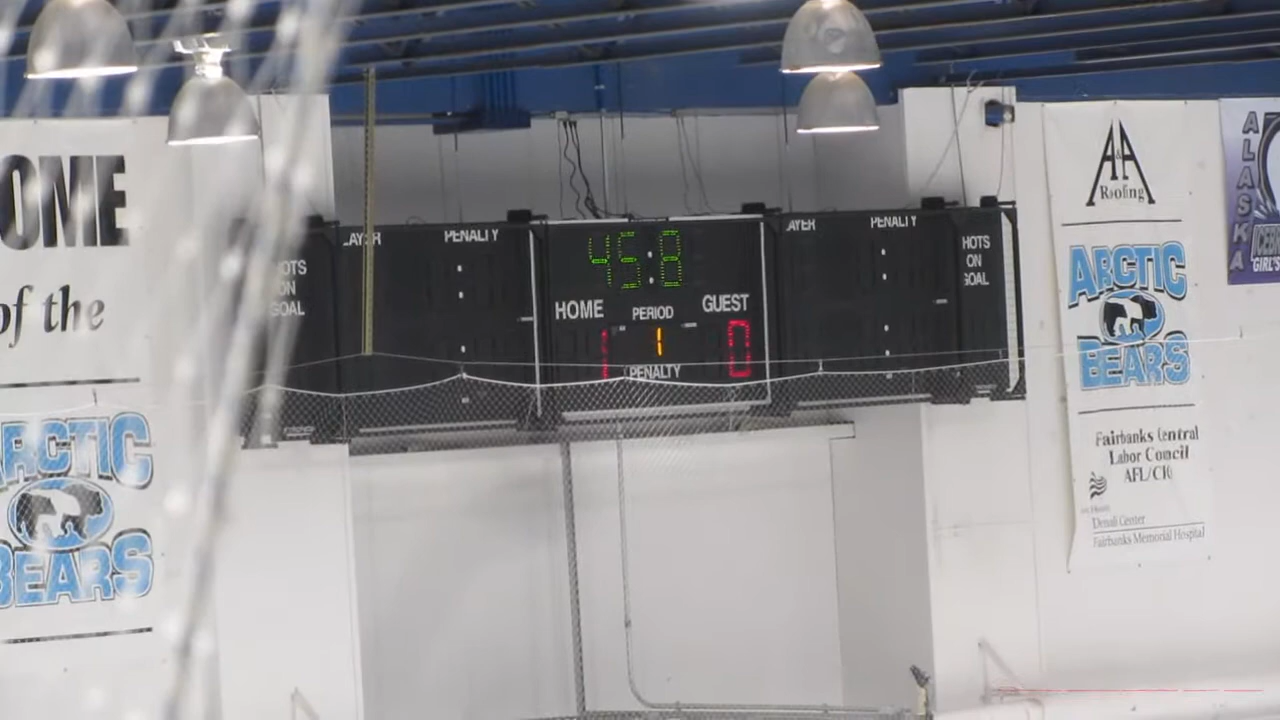 OME
of the
ARCTIC
BEARS
HOTS
ON
GOAL
PENALTY
45:8
HOME
PERIOD
GUEST
1
1
0
PENALTY
AYER
PENALTY
HOTS
ON
GOAL
A&A
Roofing
ARCTIC
BEARS
Fairbanks Central
Labor Council
AFL/CIO
Denali Center
Fairbanks Memorial Hospital
ALASKA
GIRL'S